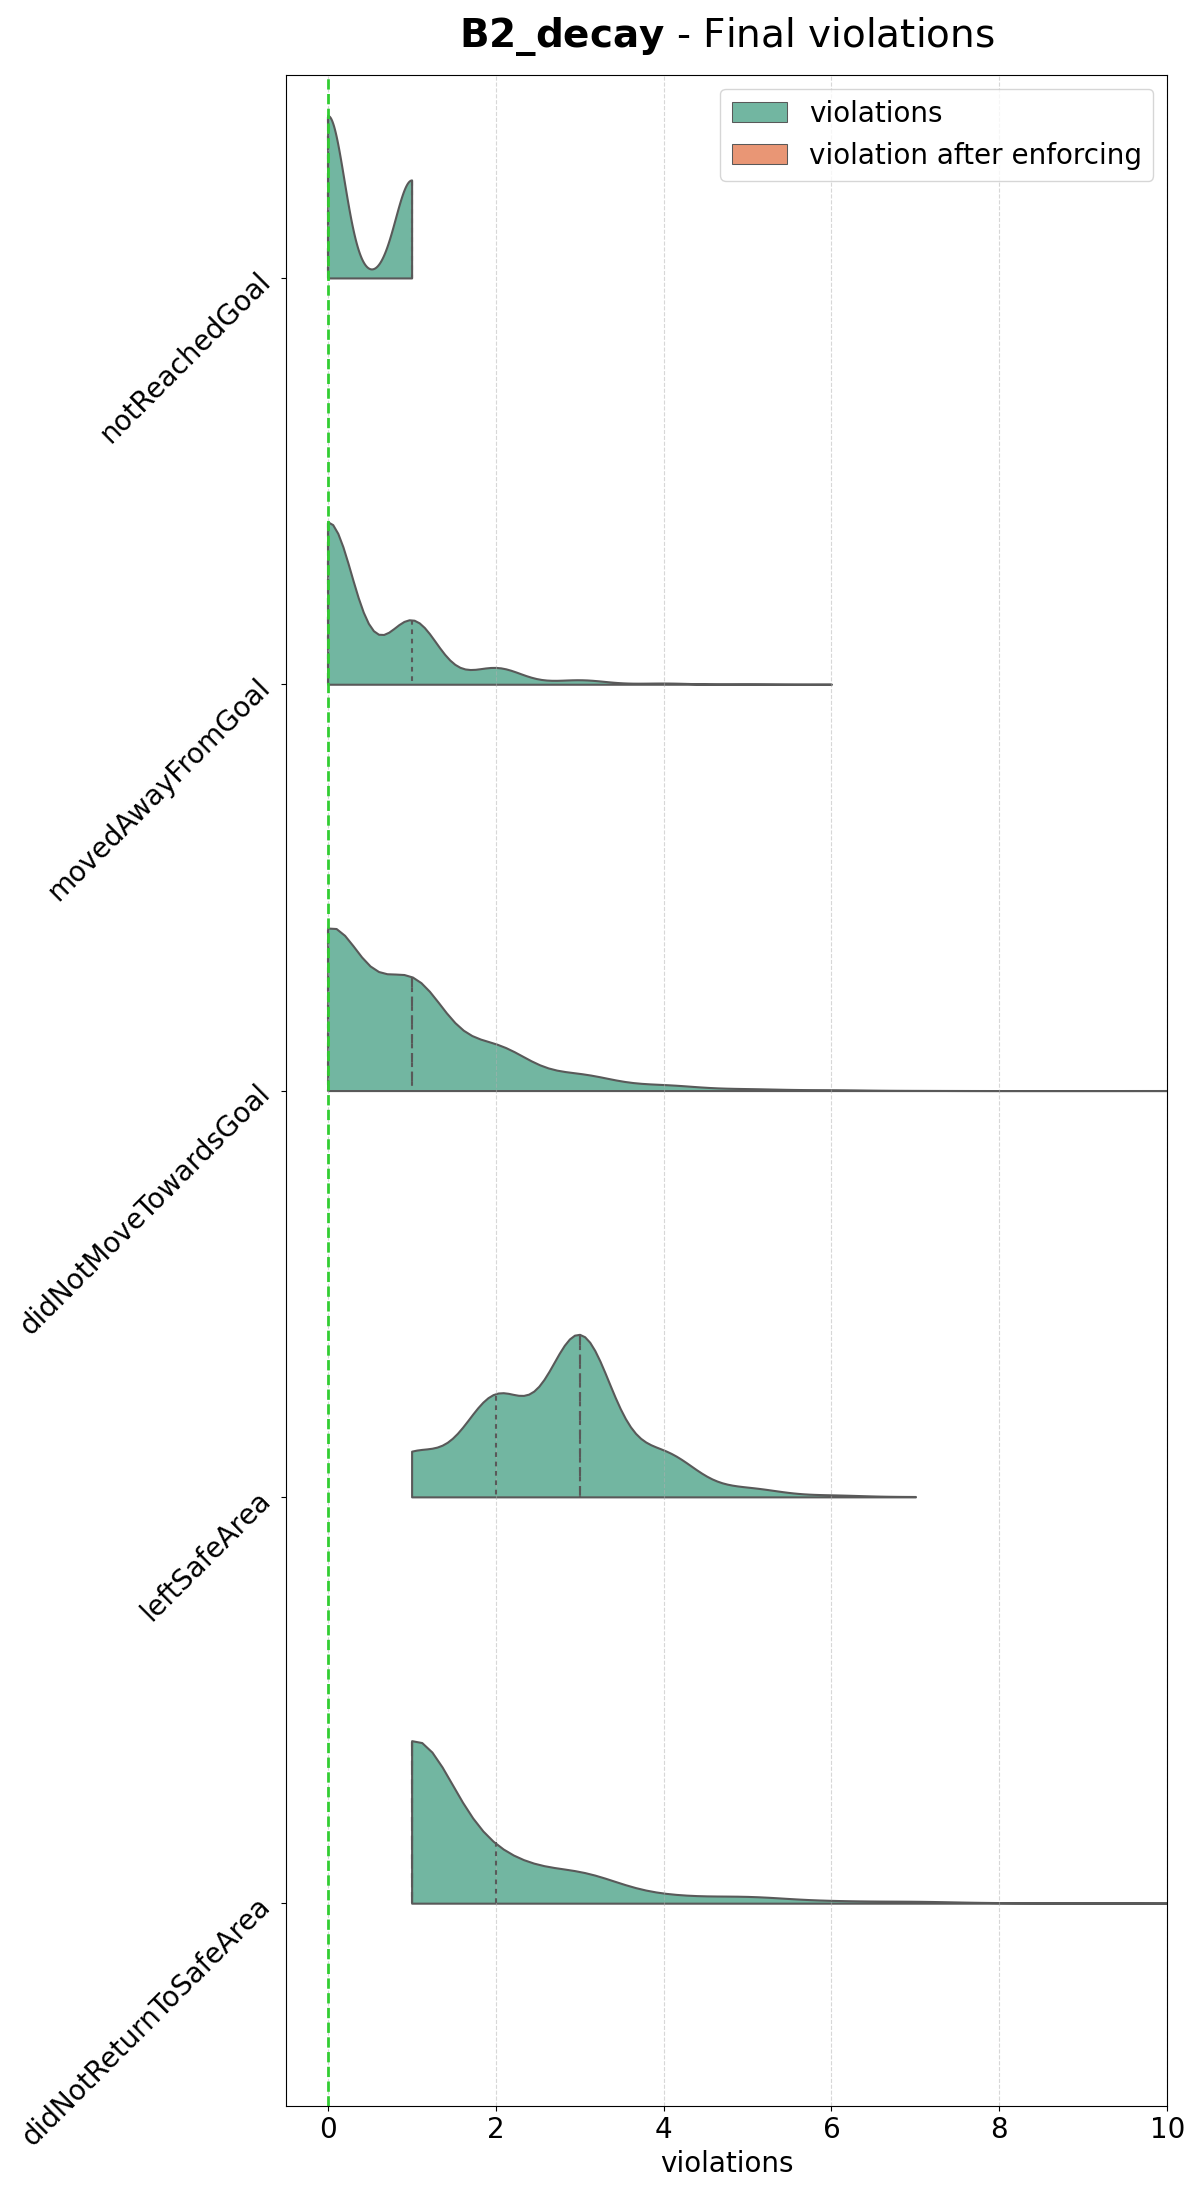 B2_decay - Final violations
violations
violation after enforcing
notReachedGoal
movedAwayFromGoal
didNotMoveTowardsGoal
leftSafeArea
didNotReturnToSafeArea
0 2 4 6 8 10
violations